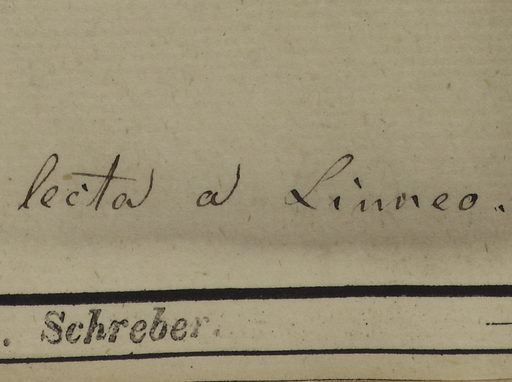 lecta a Linneo.
. Schreber.